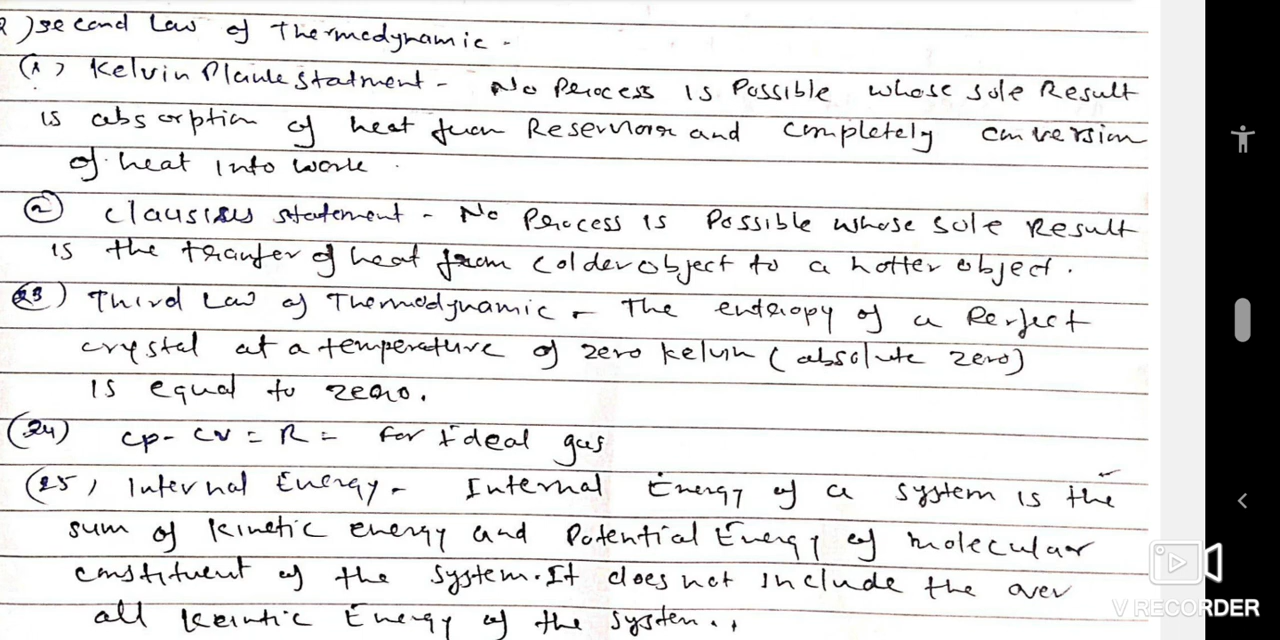 2) second Law of Thermodynamic -
(1) Kelvin Planck statment - No Process is Possible whose sole Result
is absorption of heat from Reservoir and completely conversion
of heat into work.
(2) clausius statement - No Process is Possible whose sole Result
is the tranfer of heat from colder object to a hotter object.
23) Third Law of Thermodynamic - The entropy of a Perfect
crystal at a temperature of zero kelvin (absolute zero)
is equal to zero.
(24) Cp - Cv = R = For Ideal gas
(25) Internal Energy - Internal Energy of a system is the
sum of kinetic energy and Potential Energy of molecular
constituent of the system. It does not include the over
all Keintic Energy of the system..
V RECORDER